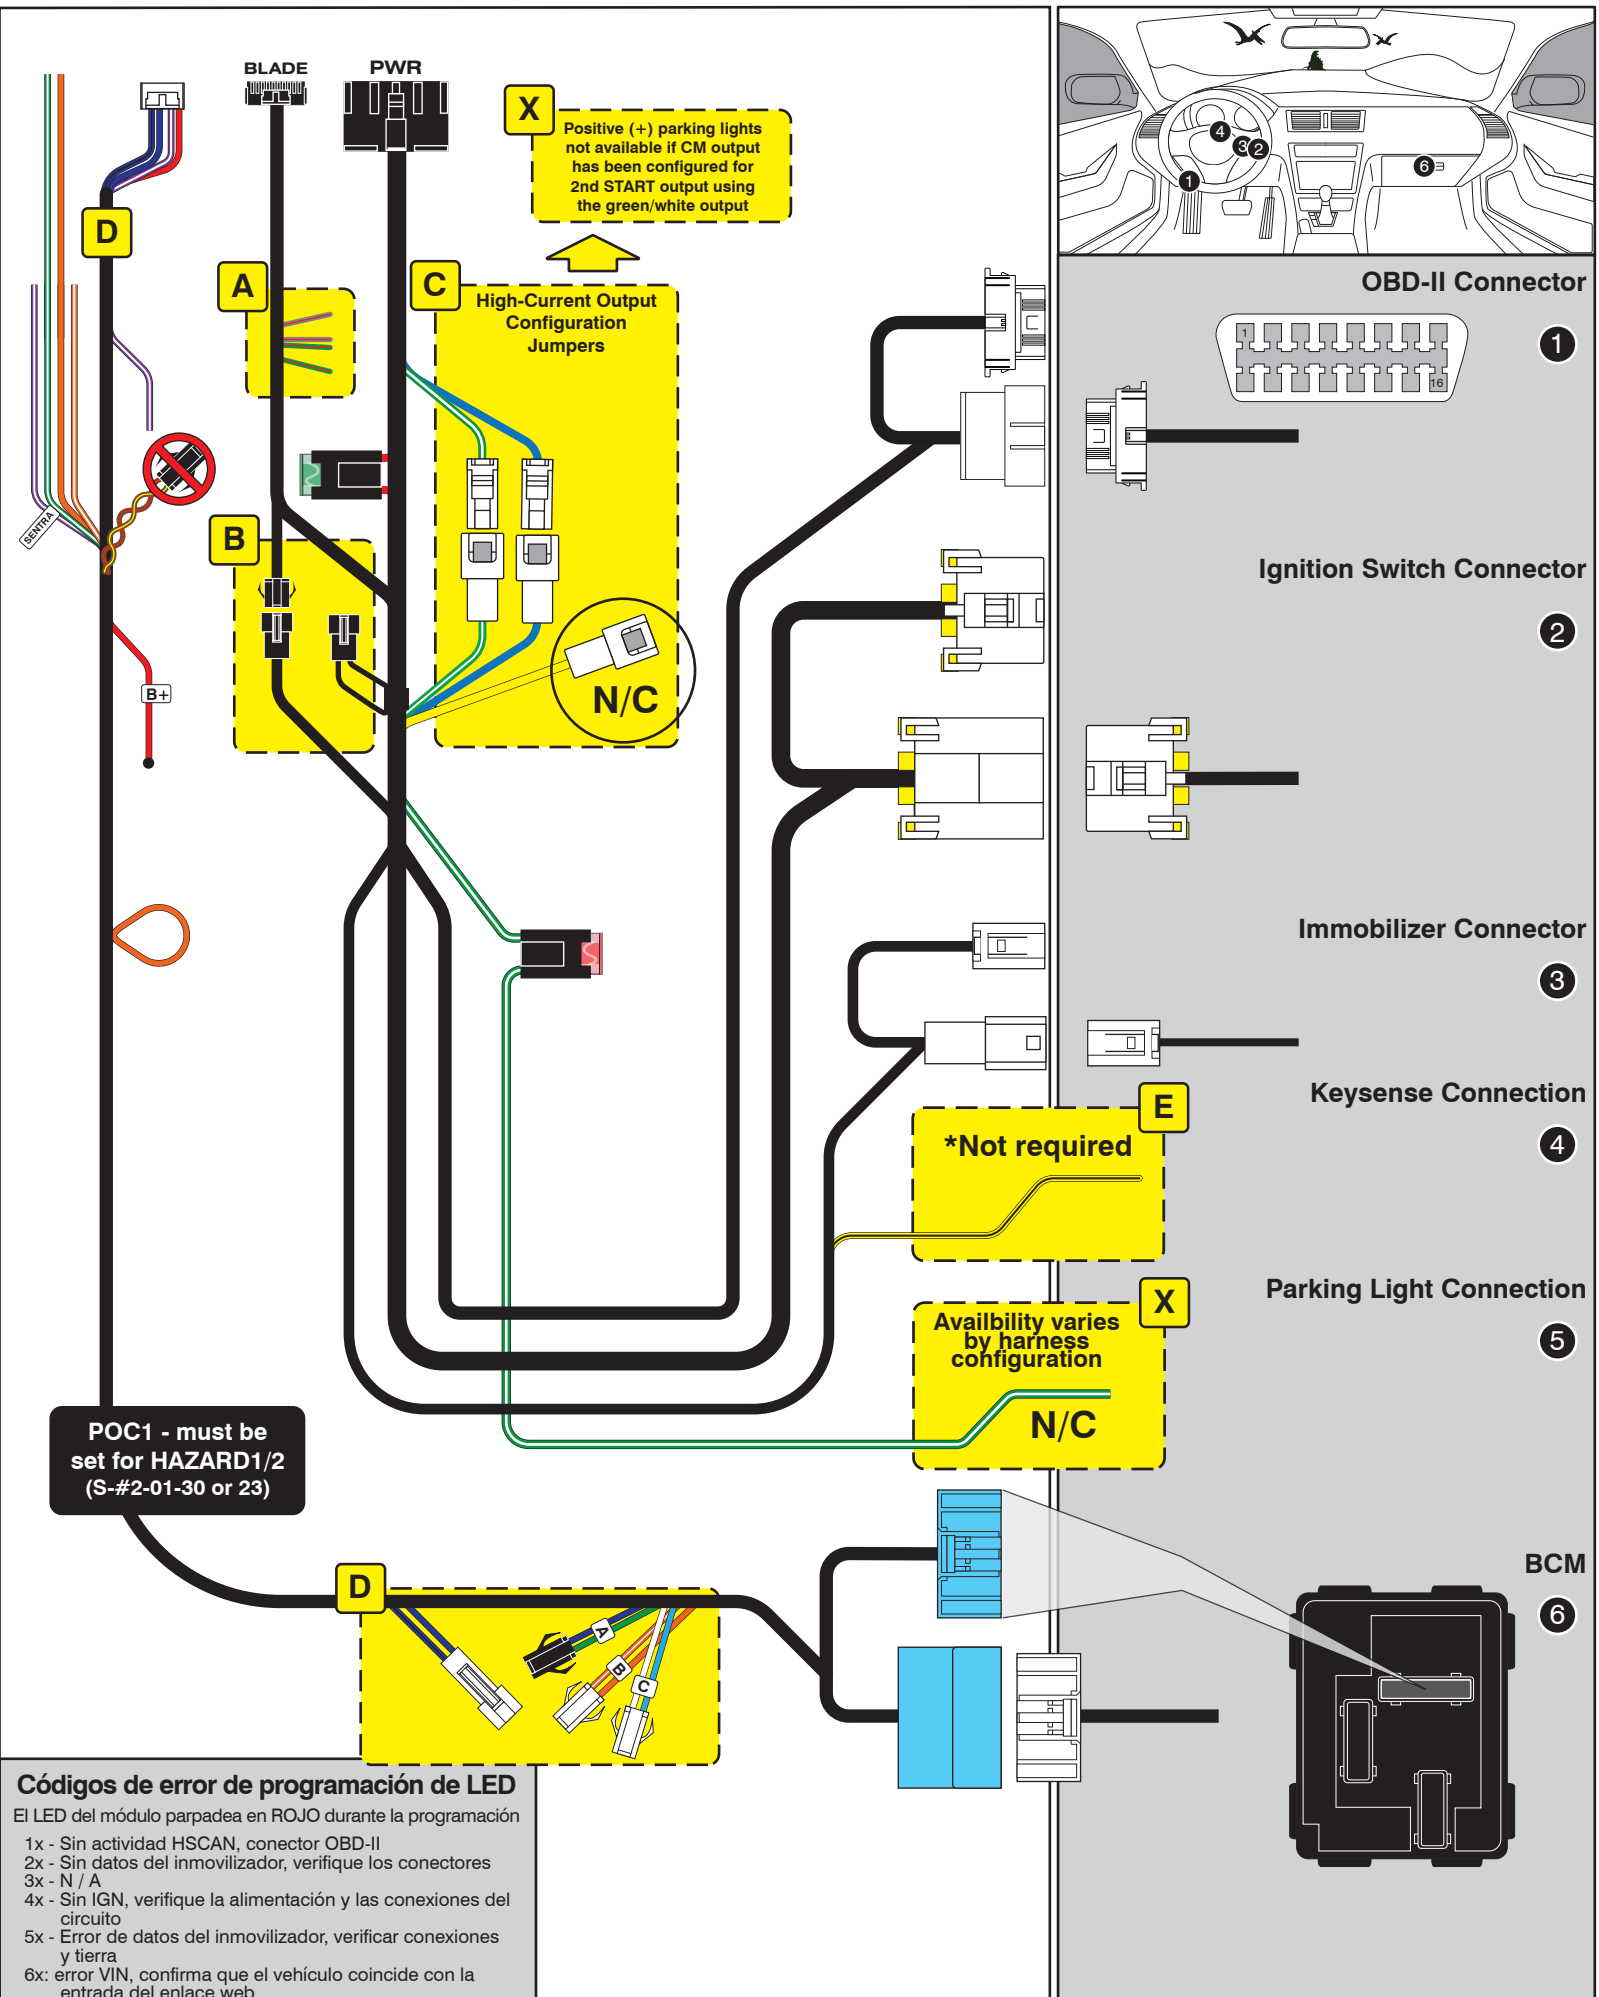 BLADE
PWR
X
Positive (+) parking lights
not available if CM output
has been configured for
2nd START output using
the green/white output
4
3
2
6
1
D
A
C
High-Current Output
Configuration
Jumpers
OBD-II Connector
1
1
16
SENTRA
B
Ignition Switch Connector
2
B+
N/C
Immobilizer Connector
3
Keysense Connection
4
E
*Not required
Parking Light Connection
5
X
Availbility varies
by harness
configuration
N/C
POC1 - must be
set for HAZARD1/2
(S-#2-01-30 or 23)
BCM
6
D
A
B
C
Códigos de error de programación de LED
El LED del módulo parpadea en ROJO durante la programación
1x - Sin actividad HSCAN, conector OBD-II
2x - Sin datos del inmovilizador, verifique los conectores
3x - N / A
4x - Sin IGN, verifique la alimentación y las conexiones del
circuito
5x - Error de datos del inmovilizador, verificar conexiones
y tierra
6x: error VIN, confirma que el vehículo coincide con la
entrada del enlace web